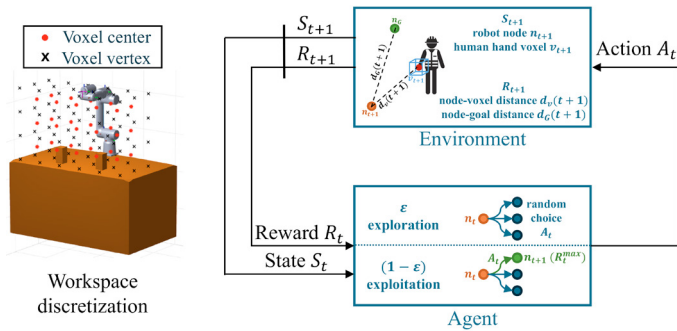 Voxel center
Voxel vertex
Workspace
discretization
S_{t+1}
R_{t+1}
n_G
d_G(t+1)
d_v(t+1)
v_{t+1}
n_{t+1}
S_{t+1}
robot node n_{t+1}
human hand voxel v_{t+1}
R_{t+1}
node-voxel distance d_v(t+1)
node-goal distance d_G(t+1)
Environment
Action A_t
Reward R_t
State S_t
ε
exploration
n_t
random
choice
A_t
(1 − ε)
exploitation
n_t
A_t
n_{t+1} (R_t^{max})
Agent